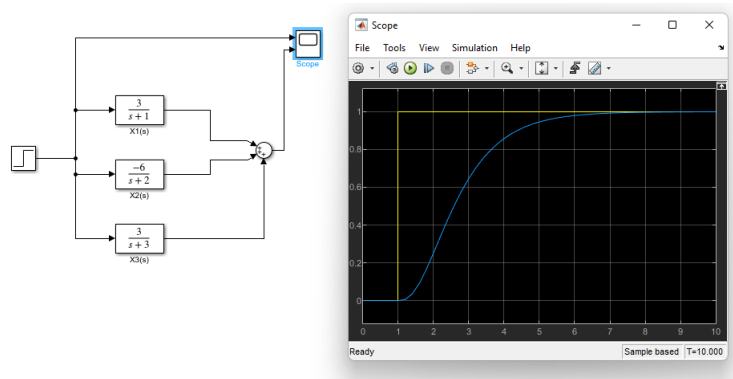 Scope
3
s + 1
X1(s)
−6
s + 2
X2(s)
3
s + 3
X3(s)
Scope
File Tools View Simulation Help
1
0.8
0.6
0.4
0.2
0
0 1 2 3 4 5 6 7 8 9 10
Ready Sample based T=10.000